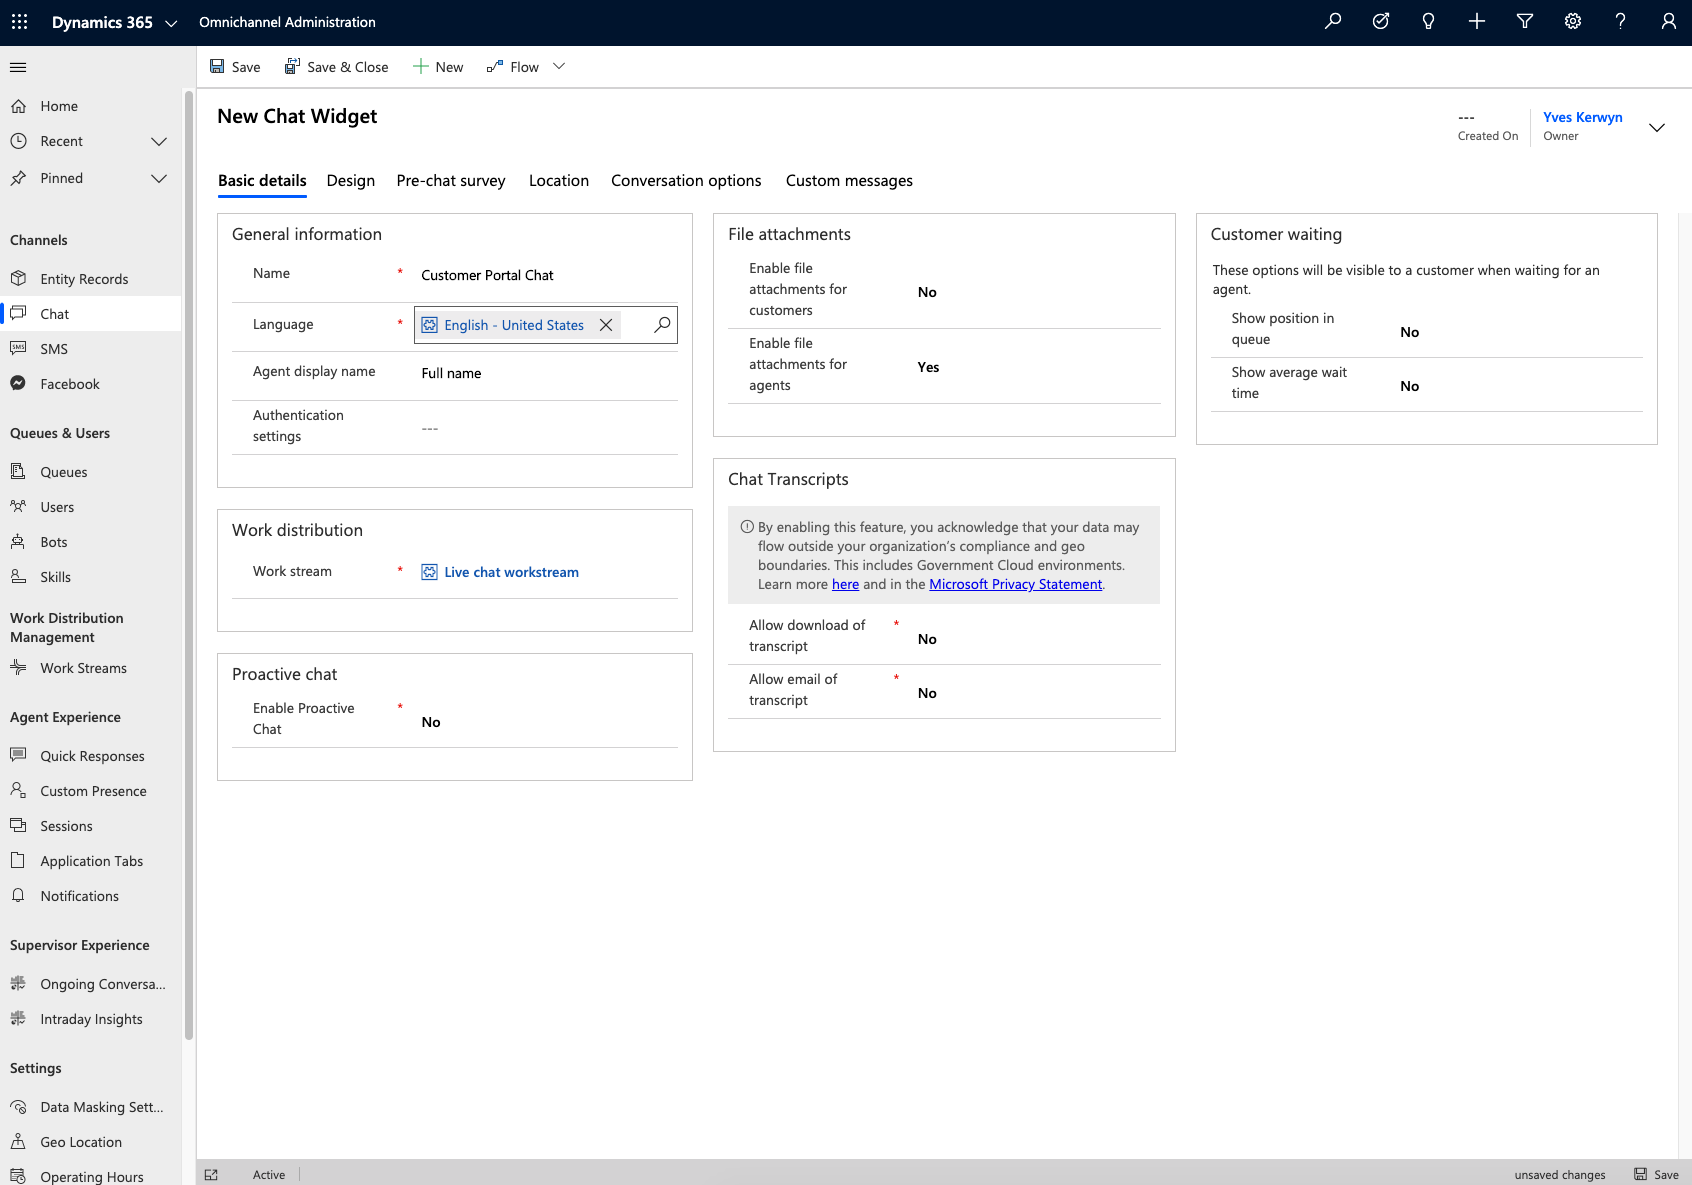 Dynamics 365
Omnichannel Administration
Save
Save & Close
New
Flow
Home
Recent
Pinned
Channels
Entity Records
Chat
SMS
Facebook
Queues & Users
Queues
Users
Bots
Skills
Work Distribution
Management
Work Streams
Agent Experience
Quick Responses
Custom Presence
Sessions
Application Tabs
Notifications
Supervisor Experience
Ongoing Conversa...
Intraday Insights
Settings
Data Masking Sett...
Geo Location
Operating Hours
New Chat Widget
---
Created On
Yves Kerwyn
Owner
Basic details
Design
Pre-chat survey
Location
Conversation options
Custom messages
General information
Name
*
Customer Portal Chat
Language
*
English - United States
Agent display name
Full name
Authentication
settings
---
Work distribution
Work stream
*
Live chat workstream
Proactive chat
Enable Proactive
Chat
*
No
File attachments
Enable file
attachments for
customers
No
Enable file
attachments for
agents
Yes
Chat Transcripts
By enabling this feature, you acknowledge that your data may
flow outside your organization's compliance and geo
boundaries. This includes Government Cloud environments.
Learn more here and in the Microsoft Privacy Statement.
Allow download of
transcript
*
No
Allow email of
transcript
*
No
Customer waiting
These options will be visible to a customer when waiting for an
agent.
Show position in
queue
No
Show average wait
time
No
Active
unsaved changes
Save